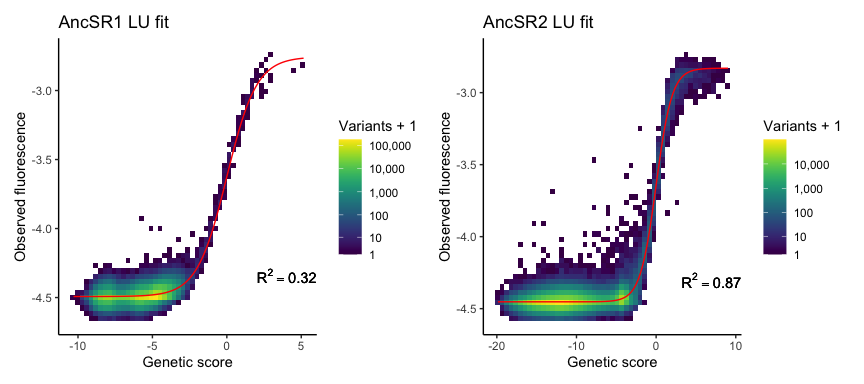 AncSR1 LU fit
Observed fluorescence
-3.0
-3.5
-4.0
-4.5
-10
-5
0
5
Genetic score
R² = 0.32
Variants + 1
100,000
10,000
1,000
100
10
1
AncSR2 LU fit
Observed fluorescence
-3.0
-3.5
-4.0
-4.5
-20
-10
0
10
Genetic score
R² = 0.87
Variants + 1
10,000
1,000
100
10
1